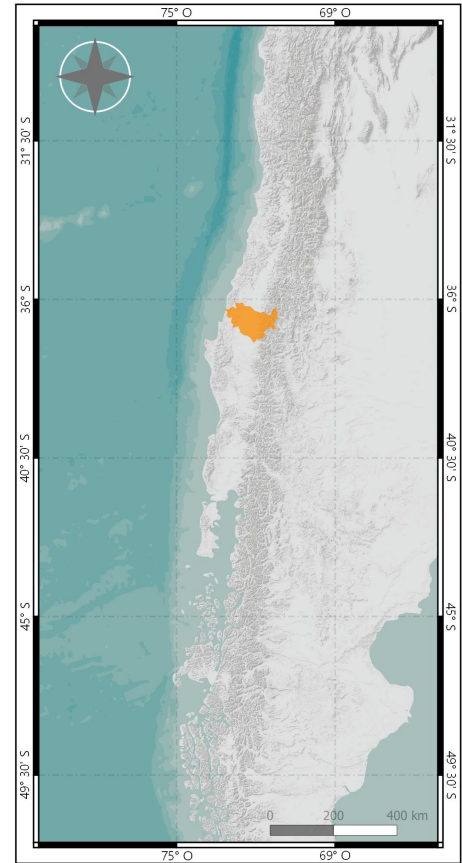 75° O 69° O
31° 30' S 31° 30' S
36° S 36° S
40° 30' S 40° 30' S
45° S 45° S
49° 30' S 49° 30' S
0 200 400 km
75° O 69° O